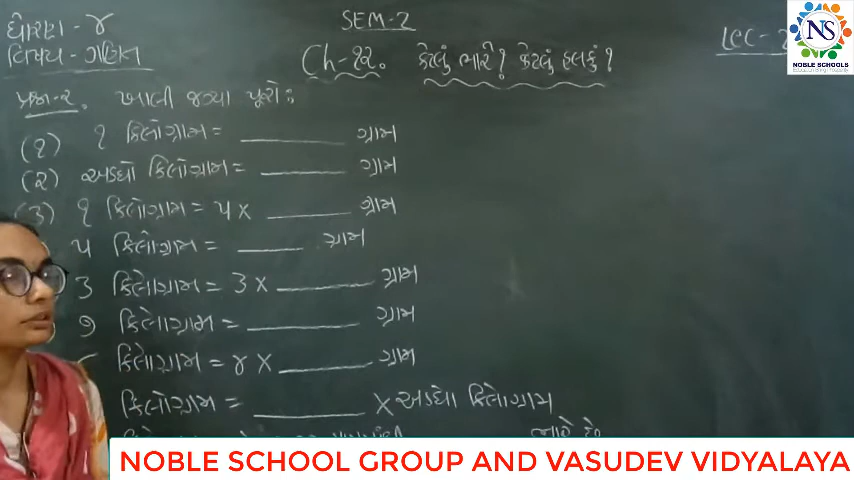 ધોરણ - ૪
SEM-2
NS
વિષય - ગણિત
Ch-૧૨. કેટલું ભારે? કેટલું હલકું?
LEC-
NOBLE SCHOOLS
પ્રશ્ન-૨. ખાલી જગ્યા પૂરો:
(૧) ૧ કિલોગ્રામ = ________ ગ્રામ
(૨) અડધો કિલોગ્રામ = ________ ગ્રામ
(૩) ૧ કિલોગ્રામ = ૫ x ________ ગ્રામ
૫ કિલોગ્રામ = ________ ગ્રામ
૩ કિલોગ્રામ = ૩ x ________ ગ્રામ
૭ કિલોગ્રામ = ________ ગ્રામ
કિલોગ્રામ = ૪ x ________ ગ્રામ
કિલોગ્રામ = ________ x અડધો કિલોગ્રામ
NOBLE SCHOOL GROUP AND VASUDEV VIDYALAYA